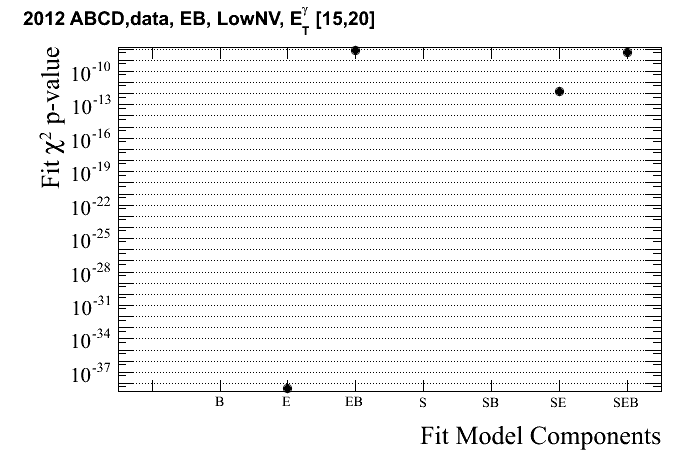 2012 ABCD,data, EB, LowNV, E_T^γ [15,20]
Fit χ² p-value
10⁻¹⁰
10⁻¹³
10⁻¹⁶
10⁻¹⁹
10⁻²²
10⁻²⁵
10⁻²⁸
10⁻³¹
10⁻³⁴
10⁻³⁷
B E EB S SB SE SEB
Fit Model Components